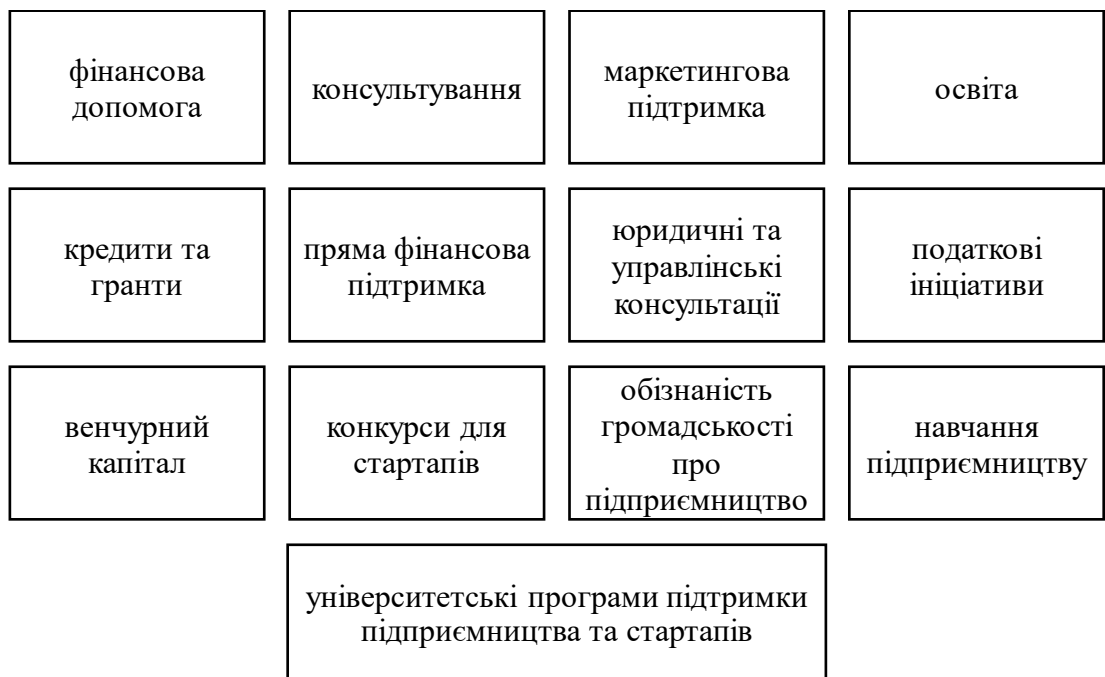 фінансова
допомога
консультування
маркетингова
підтримка
освіта
кредити та
гранти
пряма фінансова
підтримка
юридичні та
управлінські
консультації
податкові
ініціативи
венчурний
капітал
конкурси для
стартапів
обізнаність
громадськості
про
підприємництво
навчання
підприємництву
університетські програми підтримки
підприємництва та стартапів